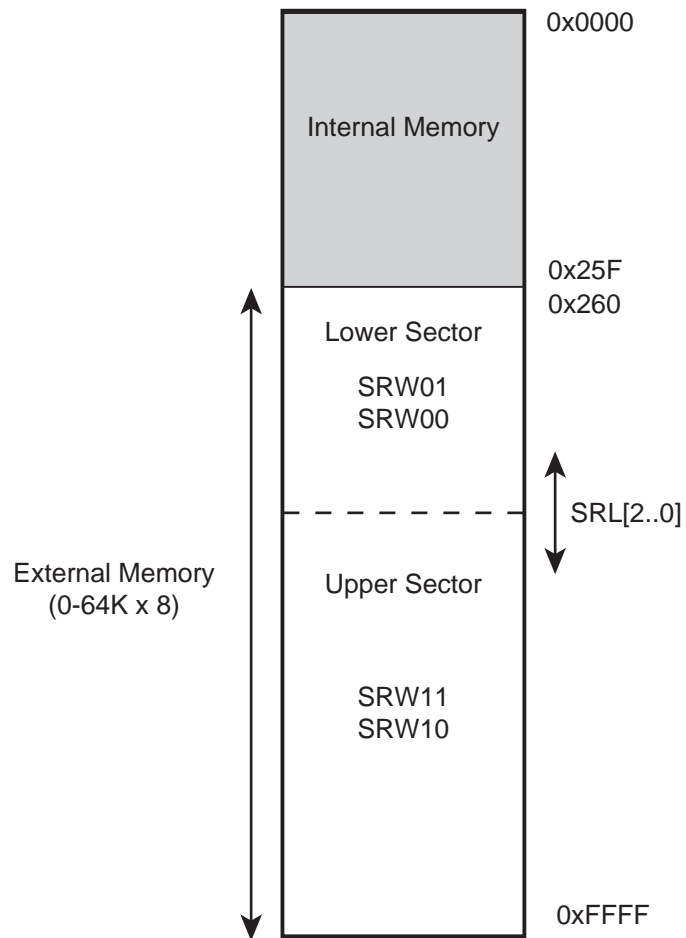 0x0000
Internal Memory
0x25F
0x260
Lower Sector
SRW01
SRW00
SRL[2..0]
External Memory
(0-64K x 8)
Upper Sector
SRW11
SRW10
0xFFFF